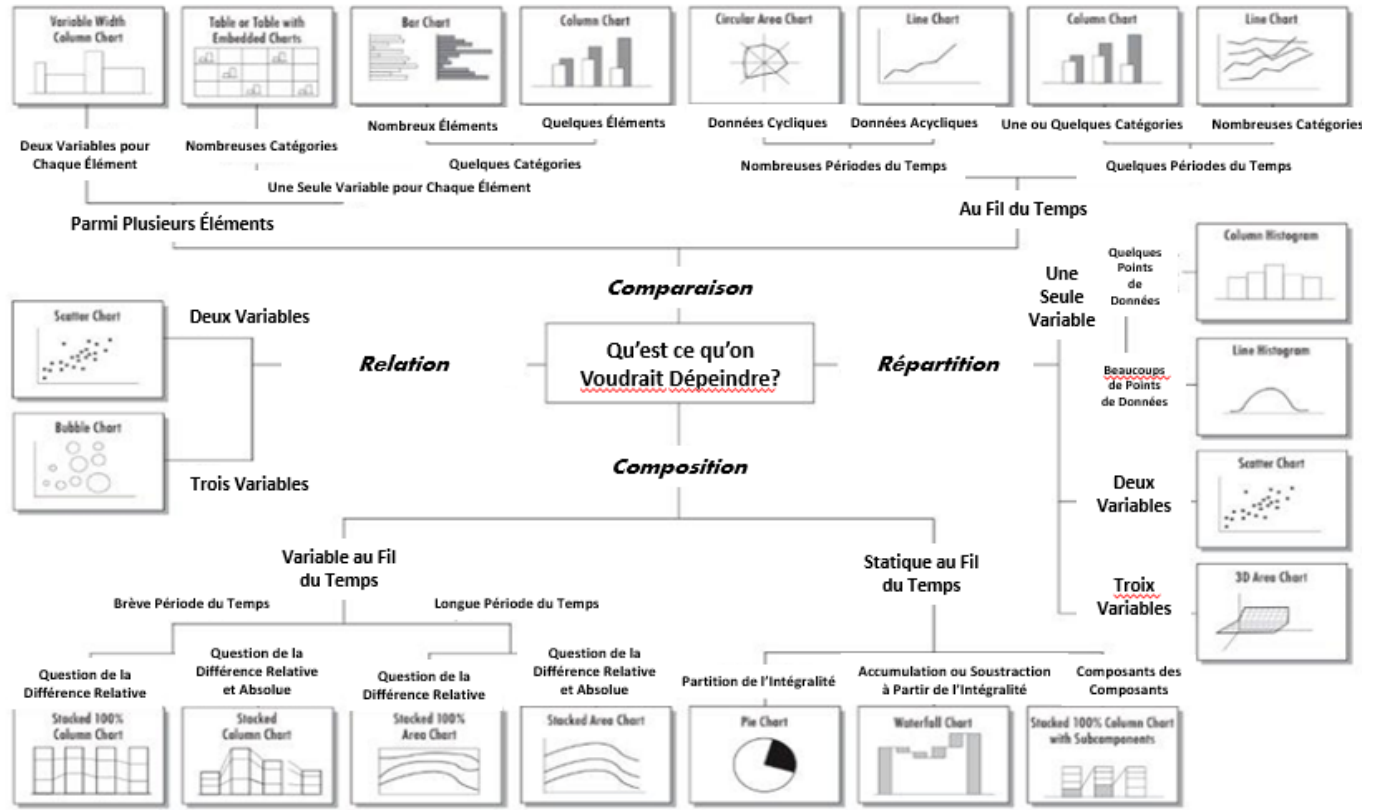 Variable Width
Column Chart
Table or Table with
Embedded Charts
Bar Chart
Column Chart
Circular Area Chart
Line Chart
Column Chart
Line Chart
Deux Variables pour
Chaque Élément
Nombreuses Catégories
Nombreux Éléments
Quelques Éléments
Données Cycliques
Données Acycliques
Une ou Quelques Catégories
Nombreuses Catégories
Quelques Catégories
Nombreuses Périodes du Temps
Quelques Périodes du Temps
Une Seule Variable pour Chaque Élément
Parmi Plusieurs Éléments
Au Fil du Temps
Comparaison
Qu’est ce qu’on
Voudrait Dépeindre?
Relation
Deux Variables
Scatter Chart
Trois Variables
Bubble Chart
Répartition
Une
Seule
Variable
Quelques
Points
de
Données
Column Histogram
Beaucoups
de Points
de Données
Line Histogram
Deux
Variables
Scatter Chart
Troix
Variables
3D Area Chart
Composition
Variable au Fil
du Temps
Statique au Fil
du Temps
Brève Période du Temps
Longue Période du Temps
Question de la
Différence Relative
Question de la
Différence Relative
et Absolue
Question de la
Différence Relative
Question de la
Différence Relative
et Absolue
Partition de l’Intégralité
Accumulation ou Soustraction
à Partir de l’Intégralité
Composants des
Composants
Stacked 100%
Column Chart
Stacked
Column Chart
Stacked 100%
Area Chart
Stacked Area Chart
Pie Chart
Waterfall Chart
Stacked 100% Column Chart
with Subcomponents